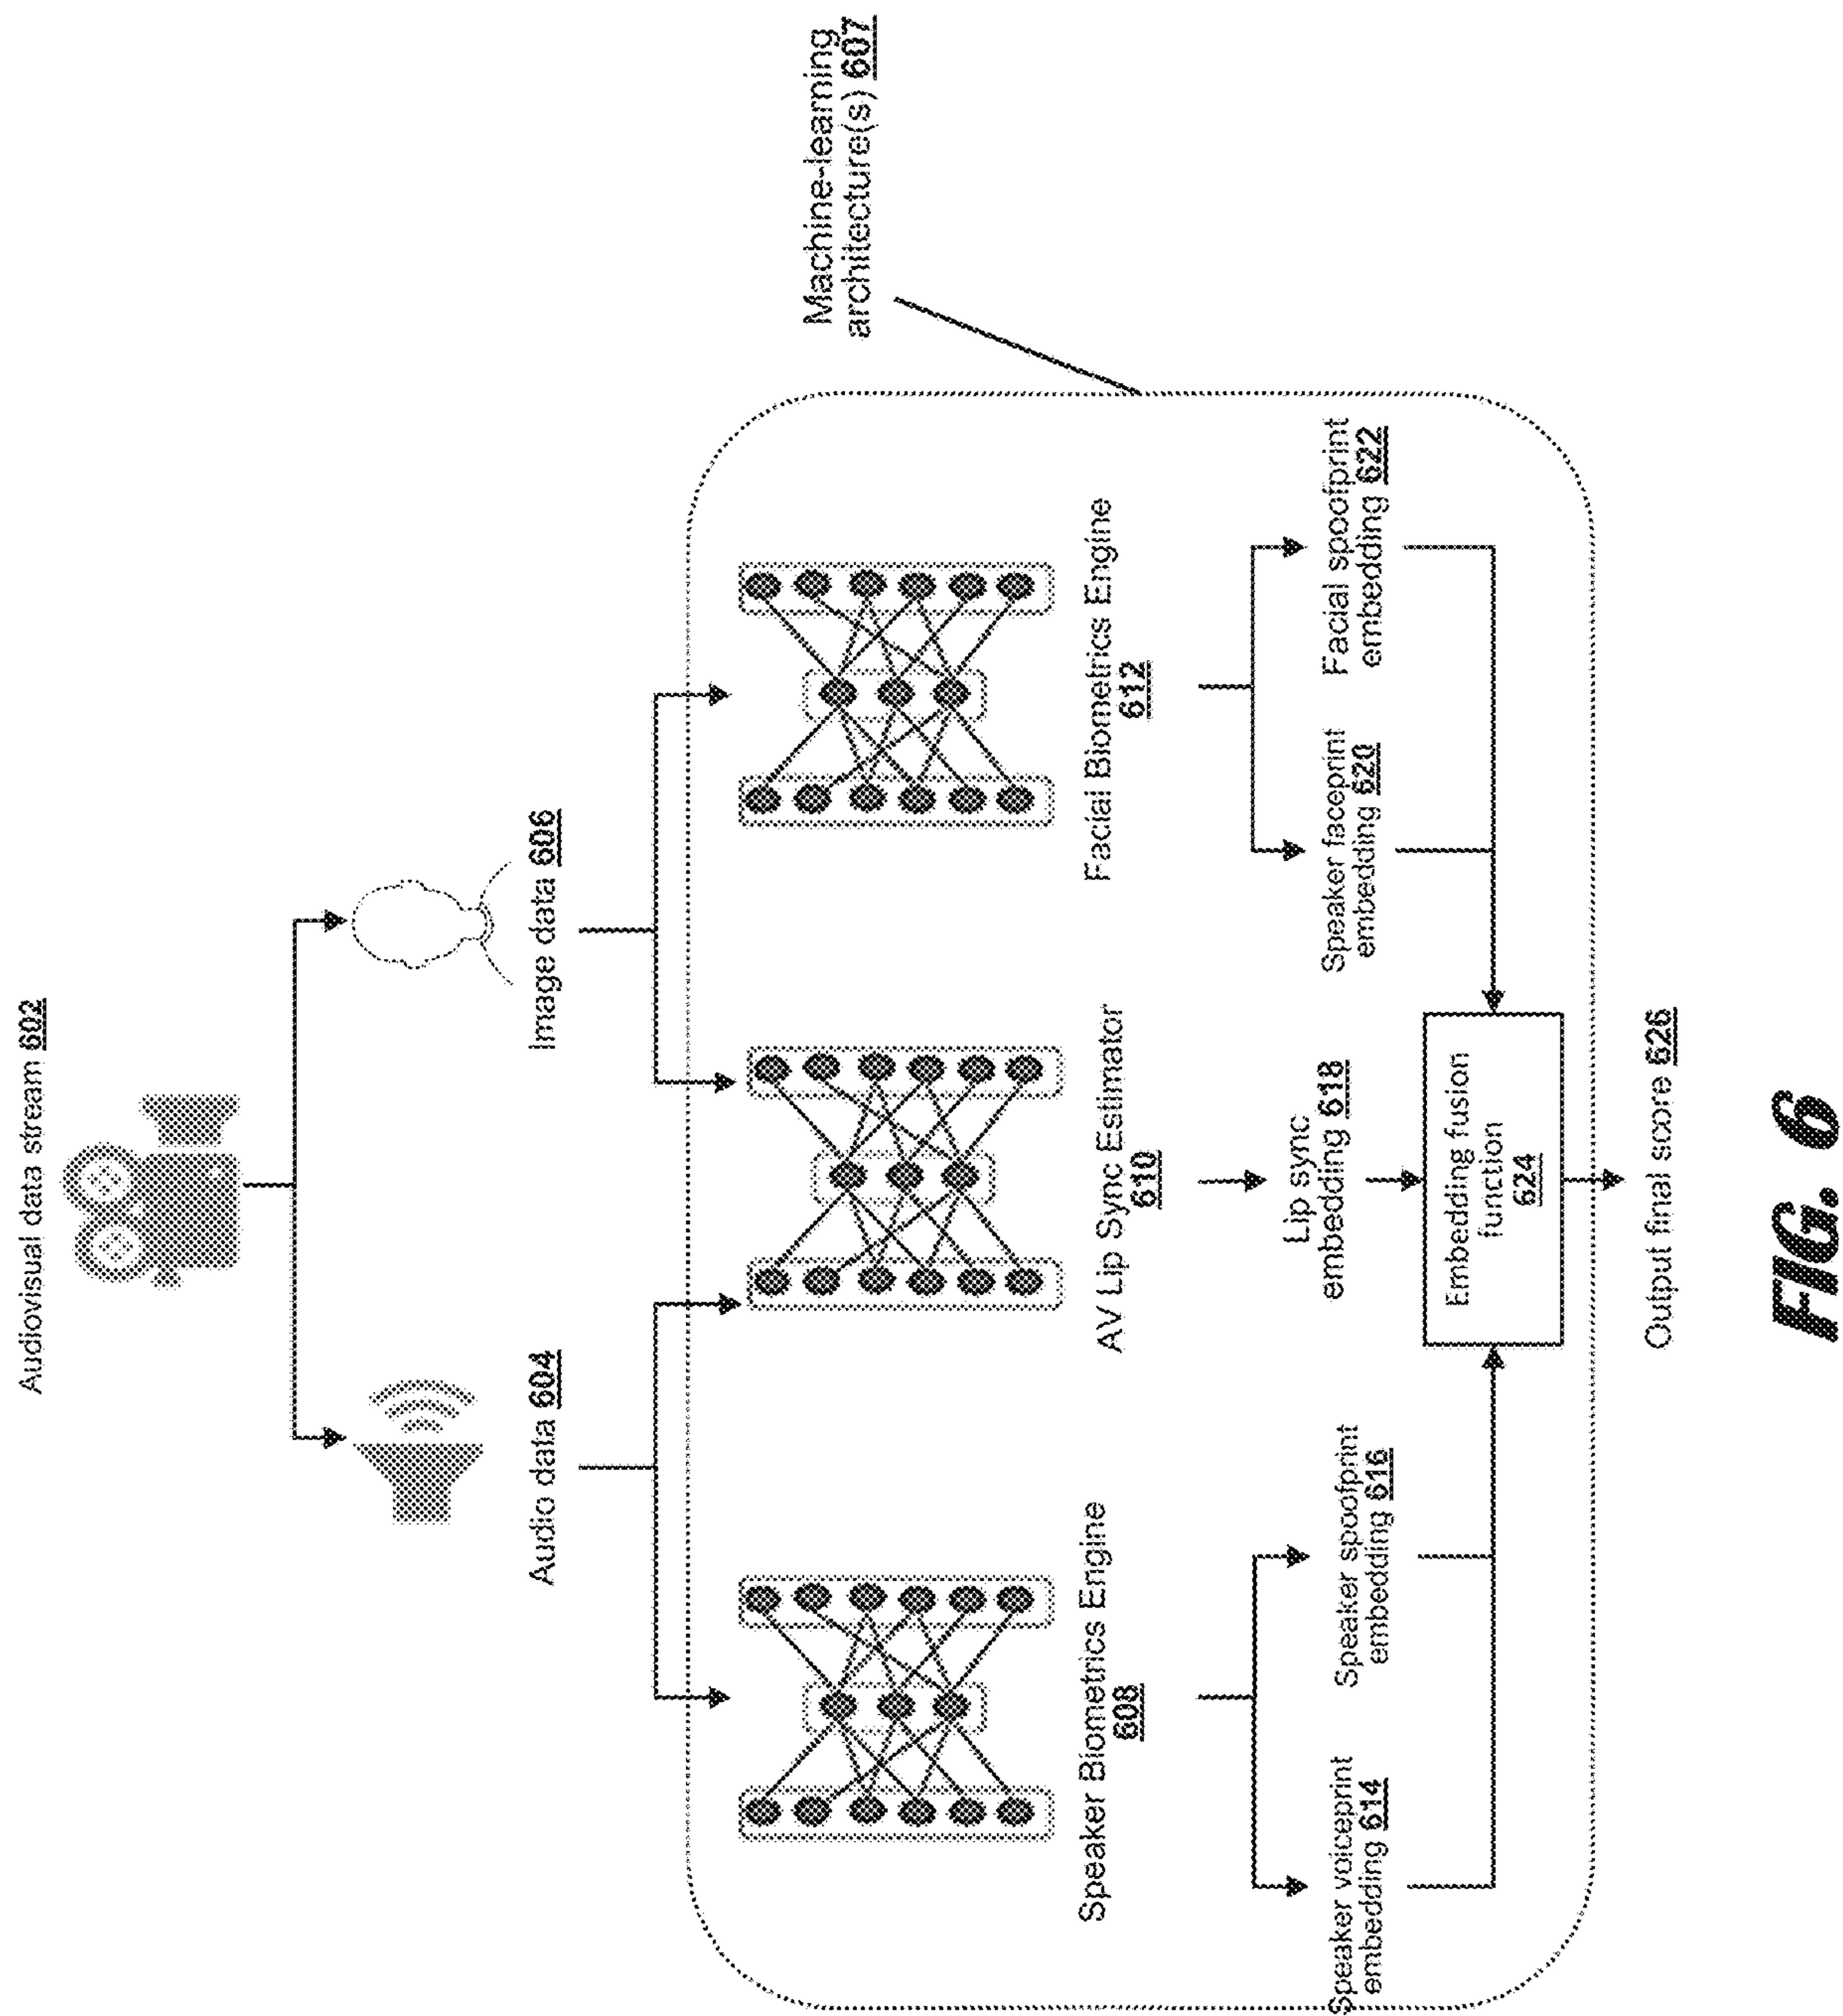 Audiovisual data stream 602
Audio data 604
Image data 606
Machine-learning
architecture(s) 607
Speaker Biometrics Engine
608
AV Lip Sync Estimator
610
Facial Biometrics Engine
612
Speaker voiceprint
embedding 614
Speaker spoofprint
embedding 616
Lip sync
embedding 618
Speaker faceprint
embedding 620
Facial spoofprint
embedding 622
Embedding fusion
function
624
Output final score 626
FIG. 6